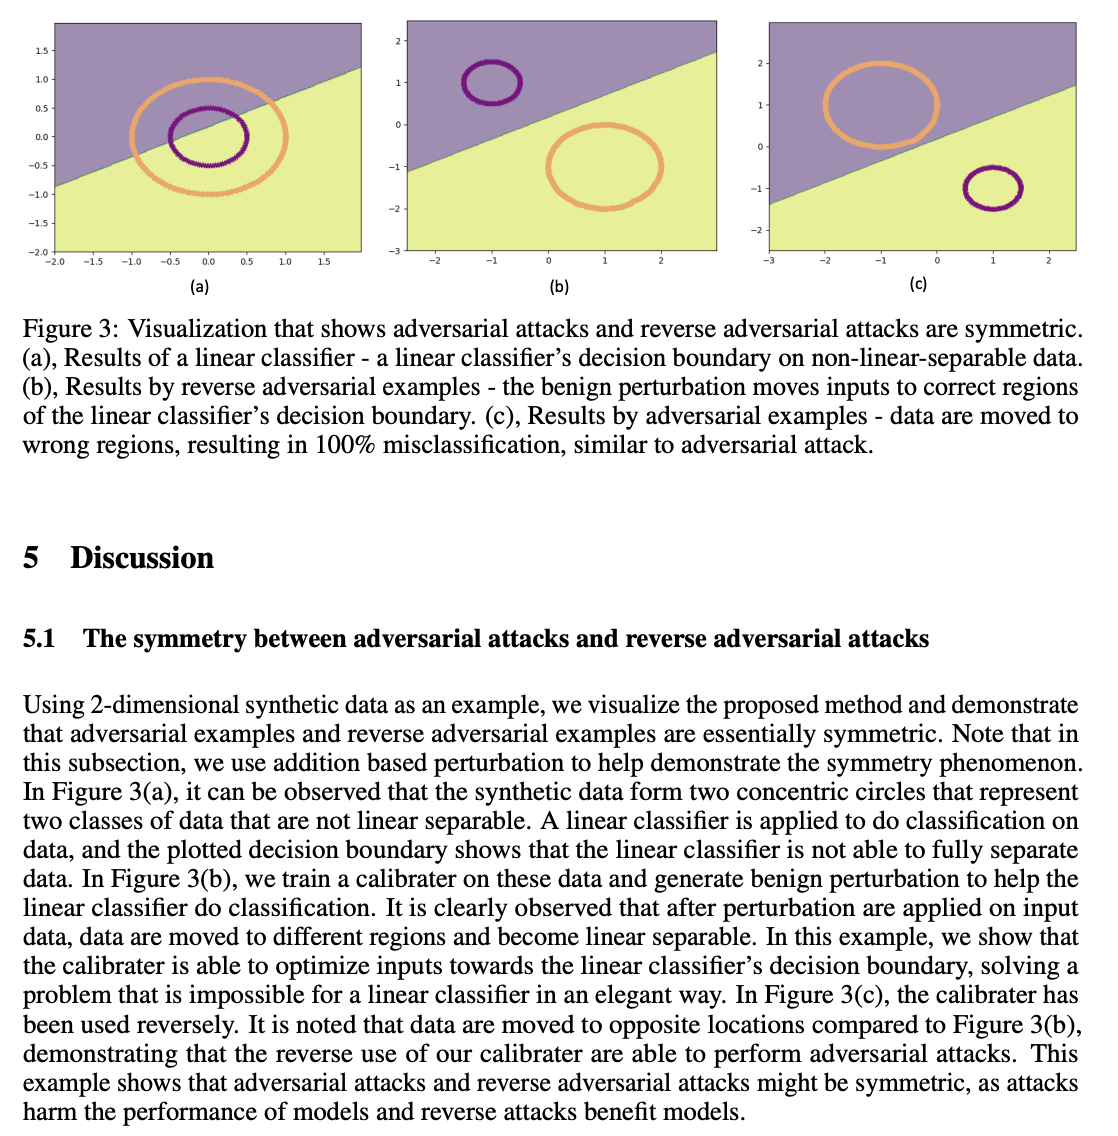 1.5
1.0
0.5
0.0
−0.5
−1.0
−1.5
−2.0
−2.0 −1.5 −1.0 −0.5 0.0 0.5 1.0 1.5
(a)
2
1
0
−1
−2
−3
−2 −1 0 1 2
(b)
2
1
0
−1
−2
−3 −2 −1 0 1 2
(c)
Figure 3: Visualization that shows adversarial attacks and reverse adversarial attacks are symmetric.
(a), Results of a linear classifier - a linear classifier's decision boundary on non-linear-separable data.
(b), Results by reverse adversarial examples - the benign perturbation moves inputs to correct regions
of the linear classifier's decision boundary. (c), Results by adversarial examples - data are moved to
wrong regions, resulting in 100% misclassification, similar to adversarial attack.
5 Discussion
5.1 The symmetry between adversarial attacks and reverse adversarial attacks
Using 2-dimensional synthetic data as an example, we visualize the proposed method and demonstrate
that adversarial examples and reverse adversarial examples are essentially symmetric. Note that in
this subsection, we use addition based perturbation to help demonstrate the symmetry phenomenon.
In Figure 3(a), it can be observed that the synthetic data form two concentric circles that represent
two classes of data that are not linear separable. A linear classifier is applied to do classification on
data, and the plotted decision boundary shows that the linear classifier is not able to fully separate
data. In Figure 3(b), we train a calibrater on these data and generate benign perturbation to help the
linear classifier do classification. It is clearly observed that after perturbation are applied on input
data, data are moved to different regions and become linear separable. In this example, we show that
the calibrater is able to optimize inputs towards the linear classifier's decision boundary, solving a
problem that is impossible for a linear classifier in an elegant way. In Figure 3(c), the calibrater has
been used reversely. It is noted that data are moved to opposite locations compared to Figure 3(b),
demonstrating that the reverse use of our calibrater are able to perform adversarial attacks. This
example shows that adversarial attacks and reverse adversarial attacks might be symmetric, as attacks
harm the performance of models and reverse attacks benefit models.